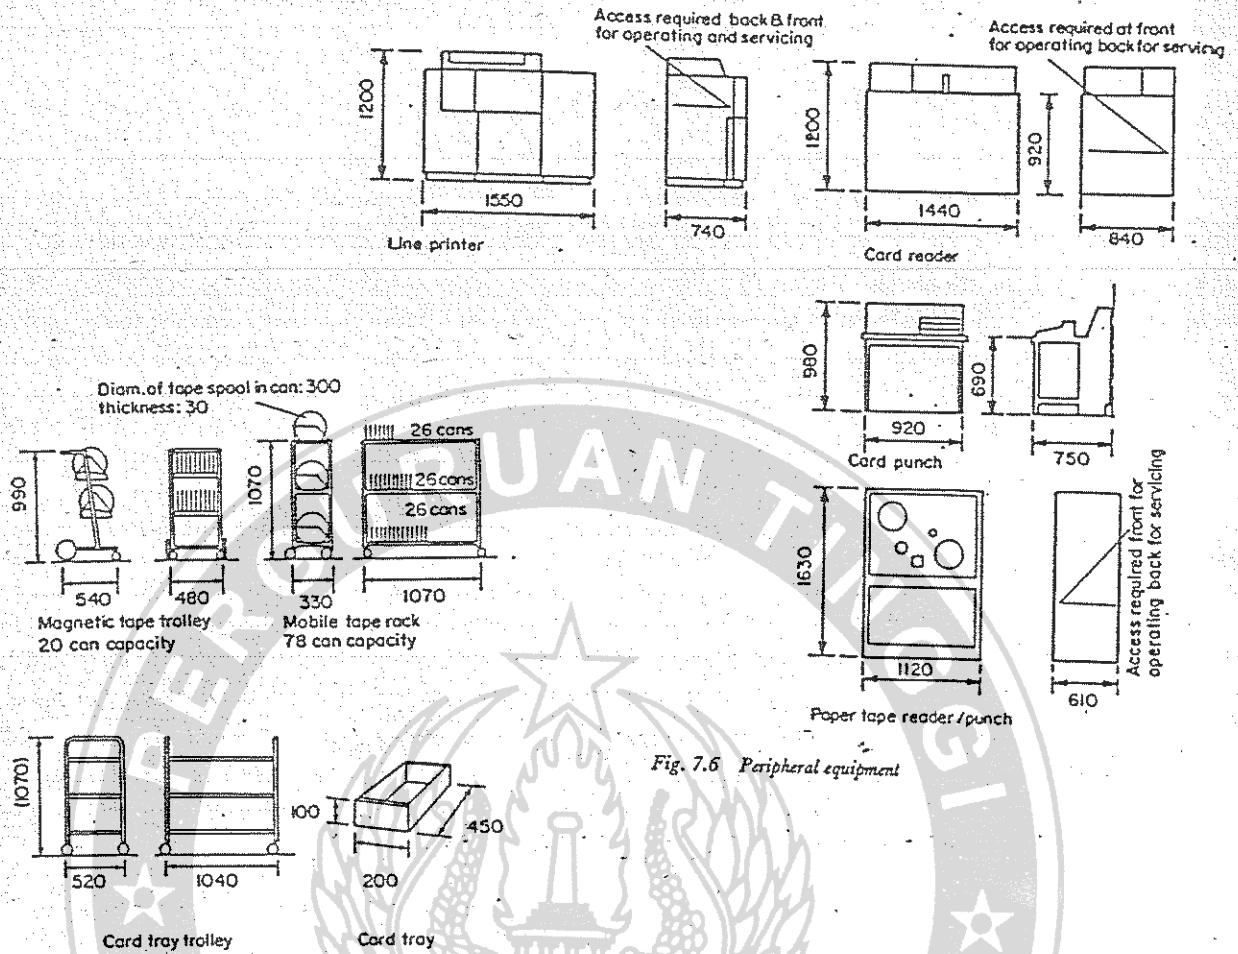 Access required back & front
for operating and servicing
Access required at front
for operating back for servicing
1200
1550
740
Line printer
1200
920
1440
840
Card reader
980
690
920
750
Card punch
Diam. of tape spool in can: 300
thickness: 30
990
540
480
Magnetic tape trolley
20 can capacity
1070
26 cans
26 cans
26 cans
330
1070
Mobile tape rack
78 can capacity
1630
1120
610
Access required front for
operating back for servicing
Paper tape reader/punch
Fig. 7.6 Peripheral equipment
(1070)
520
1040
Card tray trolley
100
450
200
Card tray
PERGURUAN TINGGI